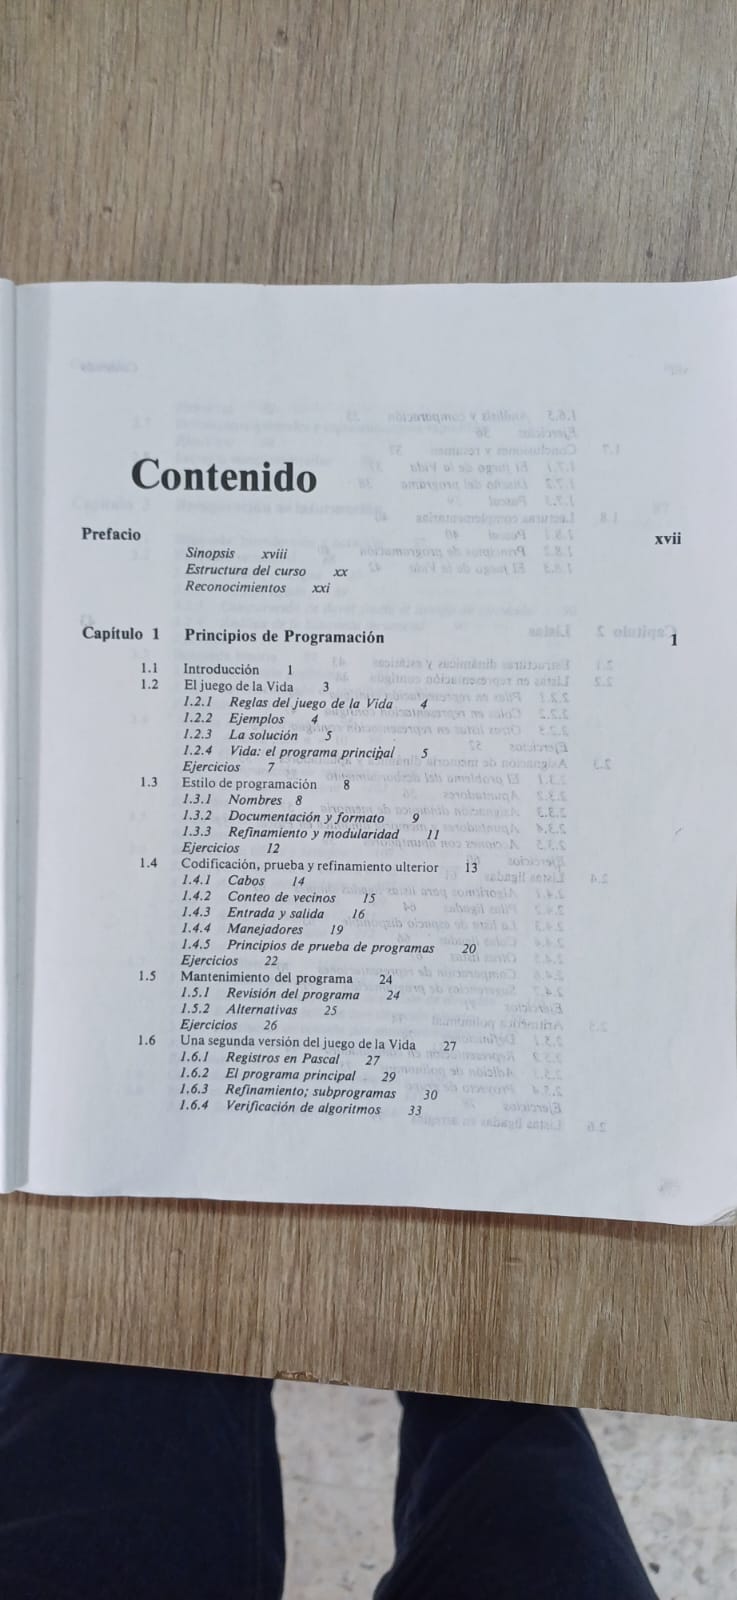 Contenido
Prefacio xvii
Sinopsis xviii
Estructura del curso xx
Reconocimientos xxi
Capítulo 1 Principios de Programación 1
1.1 Introducción 1
1.2 El juego de la Vida 3
1.2.1 Reglas del juego de la Vida 4
1.2.2 Ejemplos 4
1.2.3 La solución 5
1.2.4 Vida: el programa principal 5
Ejercicios 7
1.3 Estilo de programación 8
1.3.1 Nombres 8
1.3.2 Documentación y formato 9
1.3.3 Refinamiento y modularidad 11
Ejercicios 12
1.4 Codificación, prueba y refinamiento ulterior 13
1.4.1 Cabos 14
1.4.2 Conteo de vecinos 15
1.4.3 Entrada y salida 16
1.4.4 Manejadores 19
1.4.5 Principios de prueba de programas 20
Ejercicios 22
1.5 Mantenimiento del programa 24
1.5.1 Revisión del programa 24
1.5.2 Alternativas 25
Ejercicios 26
1.6 Una segunda versión del juego de la Vida 27
1.6.1 Registros en Pascal 27
1.6.2 El programa principal 29
1.6.3 Refinamiento; subprogramas 30
1.6.4 Verificación de algoritmos 33